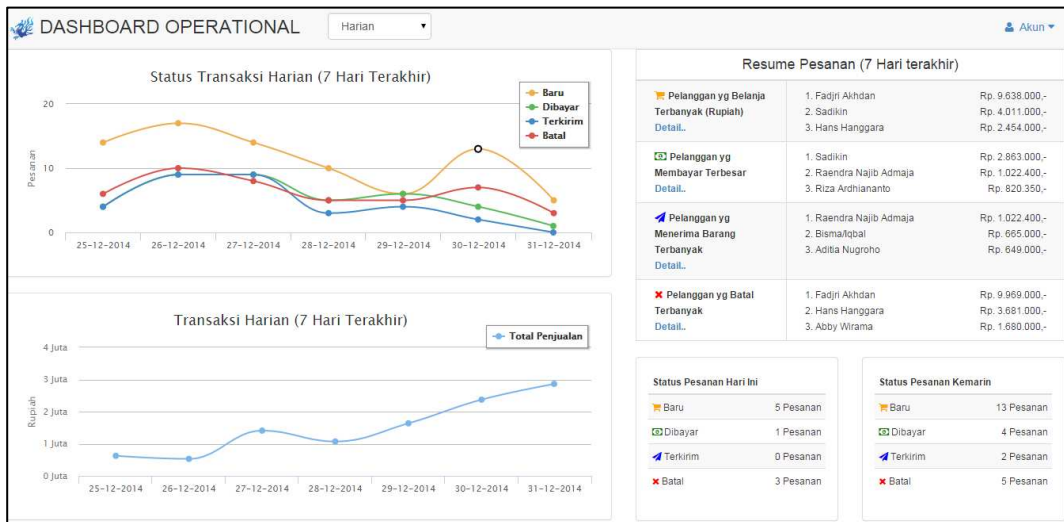 DASHBOARD OPERATIONAL
Harian
Akun
Status Transaksi Harian (7 Hari Terakhir)
Baru
Dibayar
Terkirim
Batal
Pesanan
20
10
0
25-12-2014 26-12-2014 27-12-2014 28-12-2014 29-12-2014 30-12-2014 31-12-2014
Transaksi Harian (7 Hari Terakhir)
Total Penjualan
Rupiah
4 Juta
3 Juta
2 Juta
1 Juta
0 Juta
25-12-2014 26-12-2014 27-12-2014 28-12-2014 29-12-2014 30-12-2014 31-12-2014
Resume Pesanan (7 Hari terakhir)
Pelanggan yg Belanja
Terbanyak (Rupiah)
Detail..
1. Fadjri Akhdan Rp. 9.638.000,-
2. Sadikin Rp. 4.011.000,-
3. Hans Hanggara Rp. 2.454.000,-
Pelanggan yg
Membayar Terbesar
Detail..
1. Sadikin Rp. 2.863.000,-
2. Raendra Najib Admaja Rp. 1.022.400,-
3. Riza Ardhiananto Rp. 820.350,-
Pelanggan yg
Menerima Barang
Terbanyak
Detail..
1. Raendra Najib Admaja Rp. 1.022.400,-
2. Bisma/Iqbal Rp. 665.000,-
3. Aditia Nugroho Rp. 649.000,-
Pelanggan yg Batal
Terbanyak
Detail..
1. Fadjri Akhdan Rp. 9.969.000,-
2. Hans Hanggara Rp. 3.681.000,-
3. Abby Wirama Rp. 1.680.000,-
Status Pesanan Hari Ini
Baru 5 Pesanan
Dibayar 1 Pesanan
Terkirim 0 Pesanan
Batal 3 Pesanan
Status Pesanan Kemarin
Baru 13 Pesanan
Dibayar 4 Pesanan
Terkirim 2 Pesanan
Batal 5 Pesanan